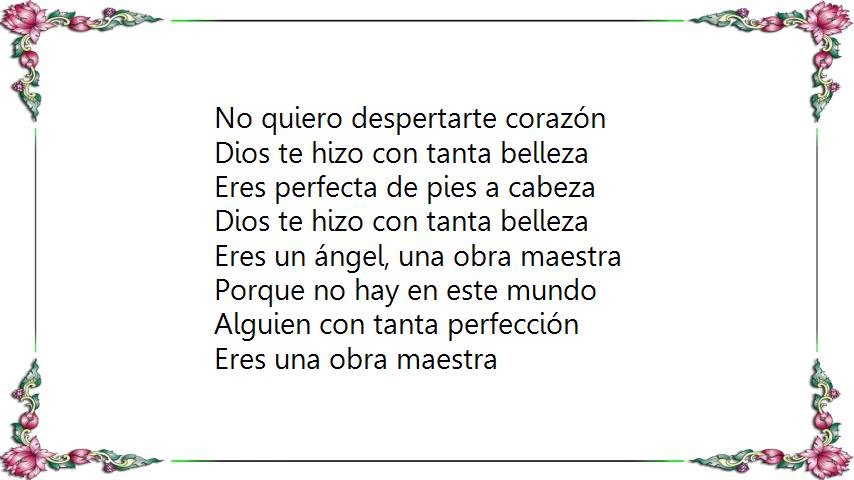 No quiero despertarte corazón
Dios te hizo con tanta belleza
Eres perfecta de pies a cabeza
Dios te hizo con tanta belleza
Eres un ángel, una obra maestra
Porque no hay en este mundo
Alguien con tanta perfección
Eres una obra maestra